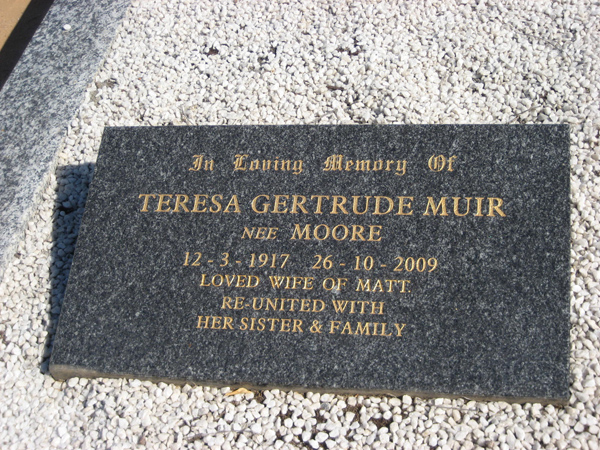 In Loving Memory Of
TERESA GERTRUDE MUIR
NEE MOORE
12 - 3 - 1917 26 - 10 - 2009
LOVED WIFE OF MATT
RE-UNITED WITH
HER SISTER & FAMILY